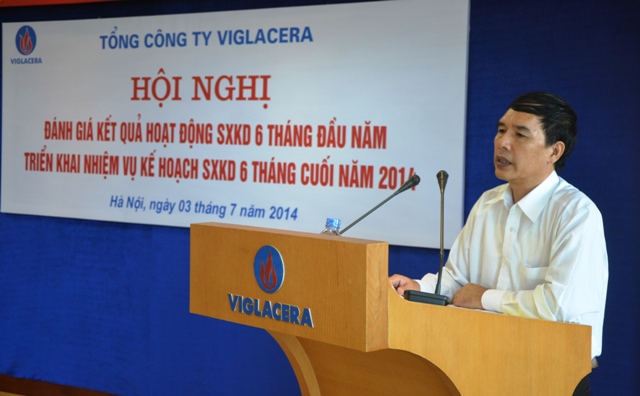 VIGLACERA
TỔNG CÔNG TY VIGLACERA
HỘI NGHỊ
ĐÁNH GIÁ KẾT QUẢ HOẠT ĐỘNG SXKD 6 THÁNG ĐẦU NĂM
TRIỂN KHAI NHIỆM VỤ KẾ HOẠCH SXKD 6 THÁNG CUỐI NĂM 2014
Hà Nội, ngày 03 tháng 7 năm 2014
VIGLACERA